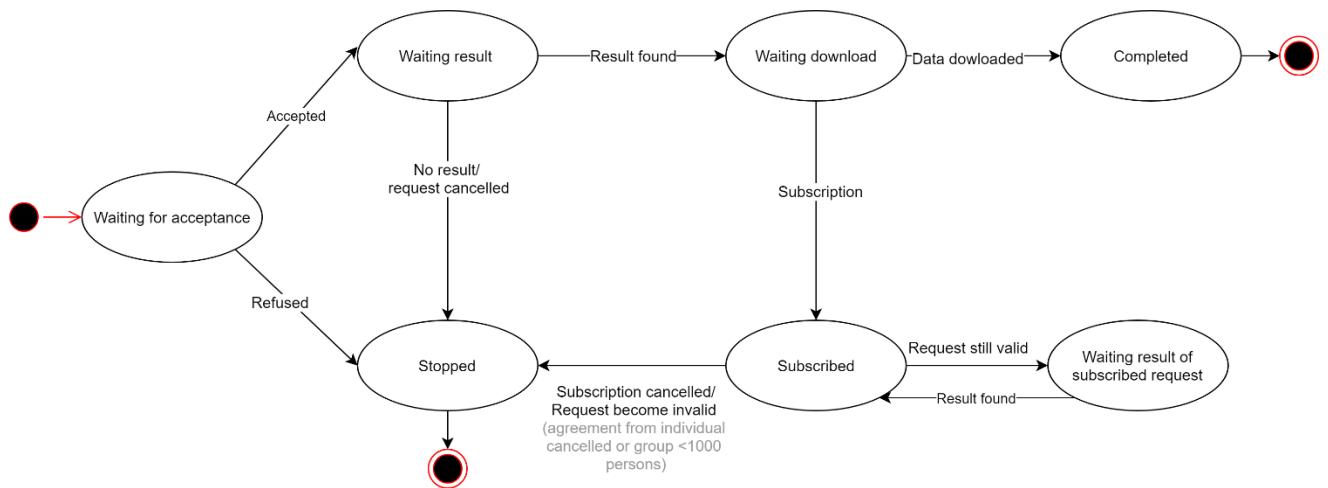 Waiting result
Result found
Waiting download
Data dowloaded
Completed
Accepted
No result/
request cancelled
Subscription
Waiting for acceptance
Refused
Stopped
Subscription cancelled/
Request become invalid
(agreement from individual
cancelled or group <1000
persons)
Subscribed
Request still valid
Result found
Waiting result of
subscribed request